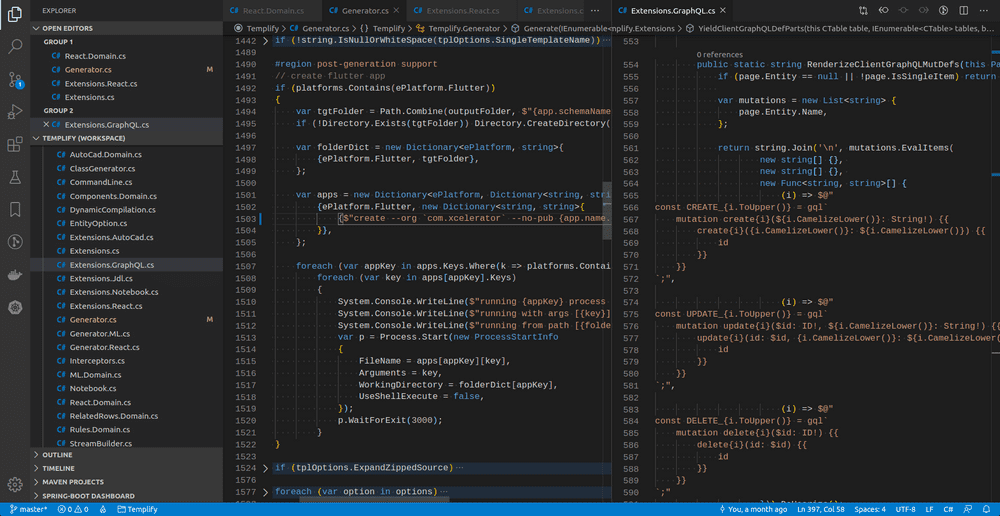 EXPLORER
OPEN EDITORS
GROUP 1
C# React.Domain.cs
C# Generator.cs M
C# Extensions.React.cs
C# Extensions.cs
GROUP 2
C# Extensions.GraphQL.cs
TEMPLIFY (WORKSPACE)
C# AutoCad.Domain.cs
C# ClassGenerator.cs
C# CommandLine.cs
C# Components.Domain.cs
C# DynamicCompilation.cs
C# EntityOption.cs
C# Extensions.AutoCad.cs
C# Extensions.cs
C# Extensions.GraphQL.cs
C# Extensions.Jdl.cs
C# Extensions.Notebook.cs
C# Extensions.React.cs
C# Generator.cs M
C# Generator.ML.cs
C# Generator.React.cs
C# Interceptors.cs
C# ML.Domain.cs
C# Notebook.cs
C# React.Domain.cs
C# RelatedRows.Domain.cs
C# Rules.Domain.cs
C# StreamBuilder.cs
OUTLINE
TIMELINE
MAVEN PROJECTS
SPRING-BOOT DASHBOARD
C# React.Domain.cs C# Generator.cs C# Extensions.React.cs C# Extensions.c
Templify > C# Generator.cs > {} Templify > Templify.Generator > Generate(IEnumerable<mplify.Extensions
1442 if (!string.IsNullOrWhiteSpace(tplOptions.SingleTemplateName))···
1489
1490 #region post-generation support
1491 // create flutter app
1492 if (platforms.Contains(ePlatform.Flutter))
1493 {
1494 var tgtFolder = Path.Combine(outputFolder, $"{app.schemaName
1495 if (!Directory.Exists(tgtFolder)) Directory.CreateDirectory(
1496
1497 var folderDict = new Dictionary<ePlatform, string>{
1498 {ePlatform.Flutter, tgtFolder},
1499 };
1500
1501 var apps = new Dictionary<ePlatform, Dictionary<string, stri
1502 {ePlatform.Flutter, new Dictionary<string, string>{
1503 {$"create --org `com.xcelerator` --no-pub {app.name.
1504 }},
1505 };
1506
1507 foreach (var appKey in apps.Keys.Where(k => platforms.Contai
1508 foreach (var key in apps[appKey].Keys)
1509 {
1510 System.Console.WriteLine($"running {appKey} process
1511 System.Console.WriteLine($"running with args [{key}]
1512 System.Console.WriteLine($"running from path [{folde
1513 var p = Process.Start(new ProcessStartInfo
1514 {
1515 FileName = apps[appKey][key],
1516 Arguments = key,
1517 WorkingDirectory = folderDict[appKey],
1518 UseShellExecute = false,
1519 });
1520 p.WaitForExit(3000);
1521 }
1522 }
1523
1524 if (tplOptions.ExpandZippedSource)···
1576
1577 foreach (var option in options)···
C# Extensions.GraphQL.cs
YieldClientGraphQLDefParts(this CTable table, IEnumerable<CTable> tables, b
553
0 references
554 public static string RenderizeClientGraphQLMutDefs(this Pa
555 if (page.Entity == null || !page.IsSingleItem) return
556
557 var mutations = new List<string> {
558 page.Entity.Name,
559 };
560
561 return string.Join('\n', mutations.EvalItems(
562 new string[] {},
563 new string[] {},
564 new Func<string, string>[] {
565 (i) => $@"
566 const CREATE_{i.ToUpper()} = gql`
567 mutation create{i}(${i.CamelizeLower()}: String!) {{
568 create{i}({i.CamelizeLower()}: ${i.CamelizeLower()}) {{
569 id
570 }}
571 }}
572 `;",
573
574 (i) => $@"
575 const UPDATE_{i.ToUpper()} = gql`
576 mutation update{i}($id: ID!, ${i.CamelizeLower()}: String!) {{
577 update{i}(id: $id, {i.CamelizeLower()}: ${i.CamelizeLower(
578 id
579 }}
580 }}
581 `;",
582
583 (i) => $@"
584 const DELETE_{i.ToUpper()} = gql`
585 mutation delete{i}($id: ID!) {{
586 delete{i}(id: $id) {{
587 id
588 }}
589 }}
590 `;"
master* 0 0 Templify You, a month ago Ln 397, Col 58 Spaces: 4 UTF-8 LF C#